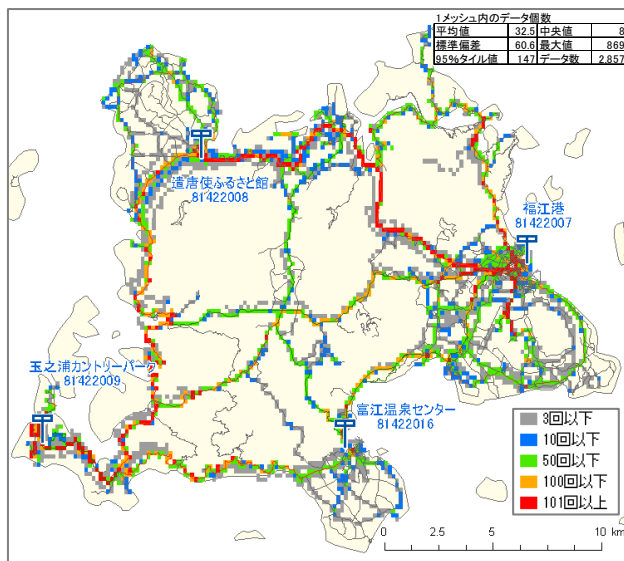 1メッシュ内のデータ個数
平均値 32.5 中央値 8
標準偏差 60.6 最大値 869
95%タイル値 147 データ数 2,857
遣唐使ふるさと館
81422008
福江港
81422007
玉之浦カントリーパーク
81422009
富江温泉センター
81422016
3回以下
10回以下
50回以下
100回以下
101回以上
0 2.5 5 10 km